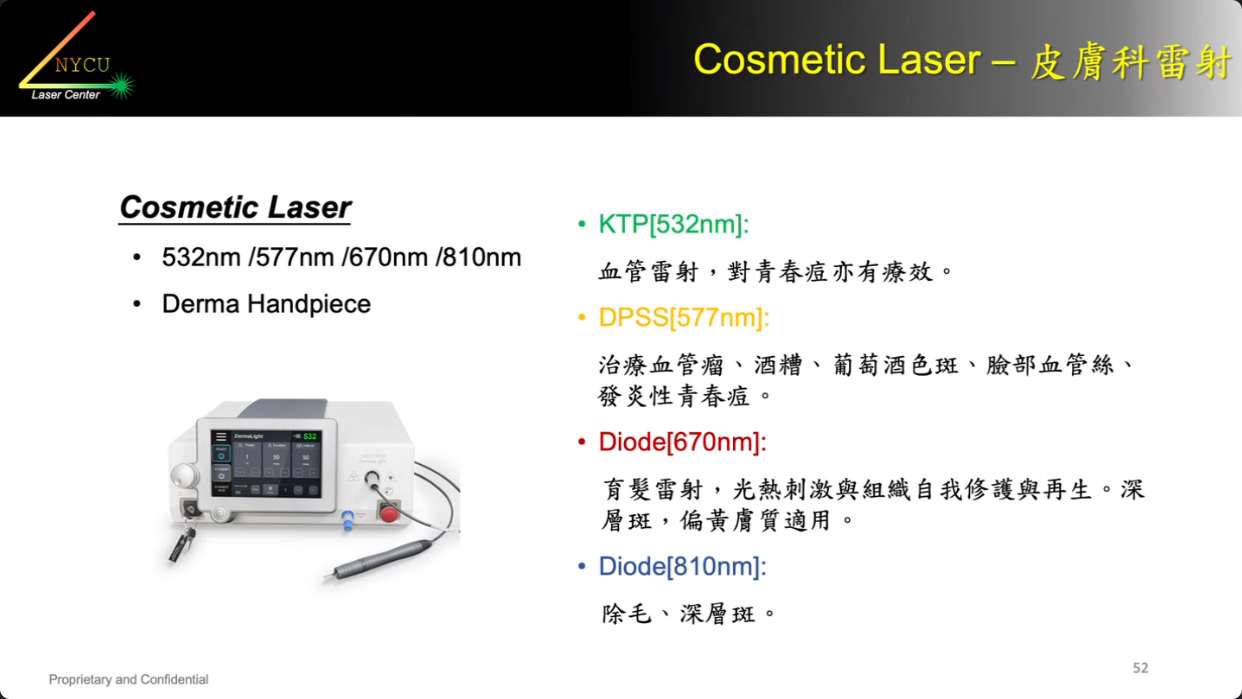 NYCU
Laser Center
Cosmetic Laser – 皮膚科雷射
Cosmetic Laser
• 532nm /577nm /670nm /810nm
• Derma Handpiece
DermaLight
532
• KTP[532nm]:
血管雷射，對青春痘亦有療效。
• DPSS[577nm]:
治療血管瘤、酒糟、葡萄酒色斑、臉部血管絲、
發炎性青春痘。
• Diode[670nm]:
育髮雷射，光熱刺激與組織自我修護與再生。深
層斑，偏黃膚質適用。
• Diode[810nm]:
除毛、深層斑。
Proprietary and Confidential
52